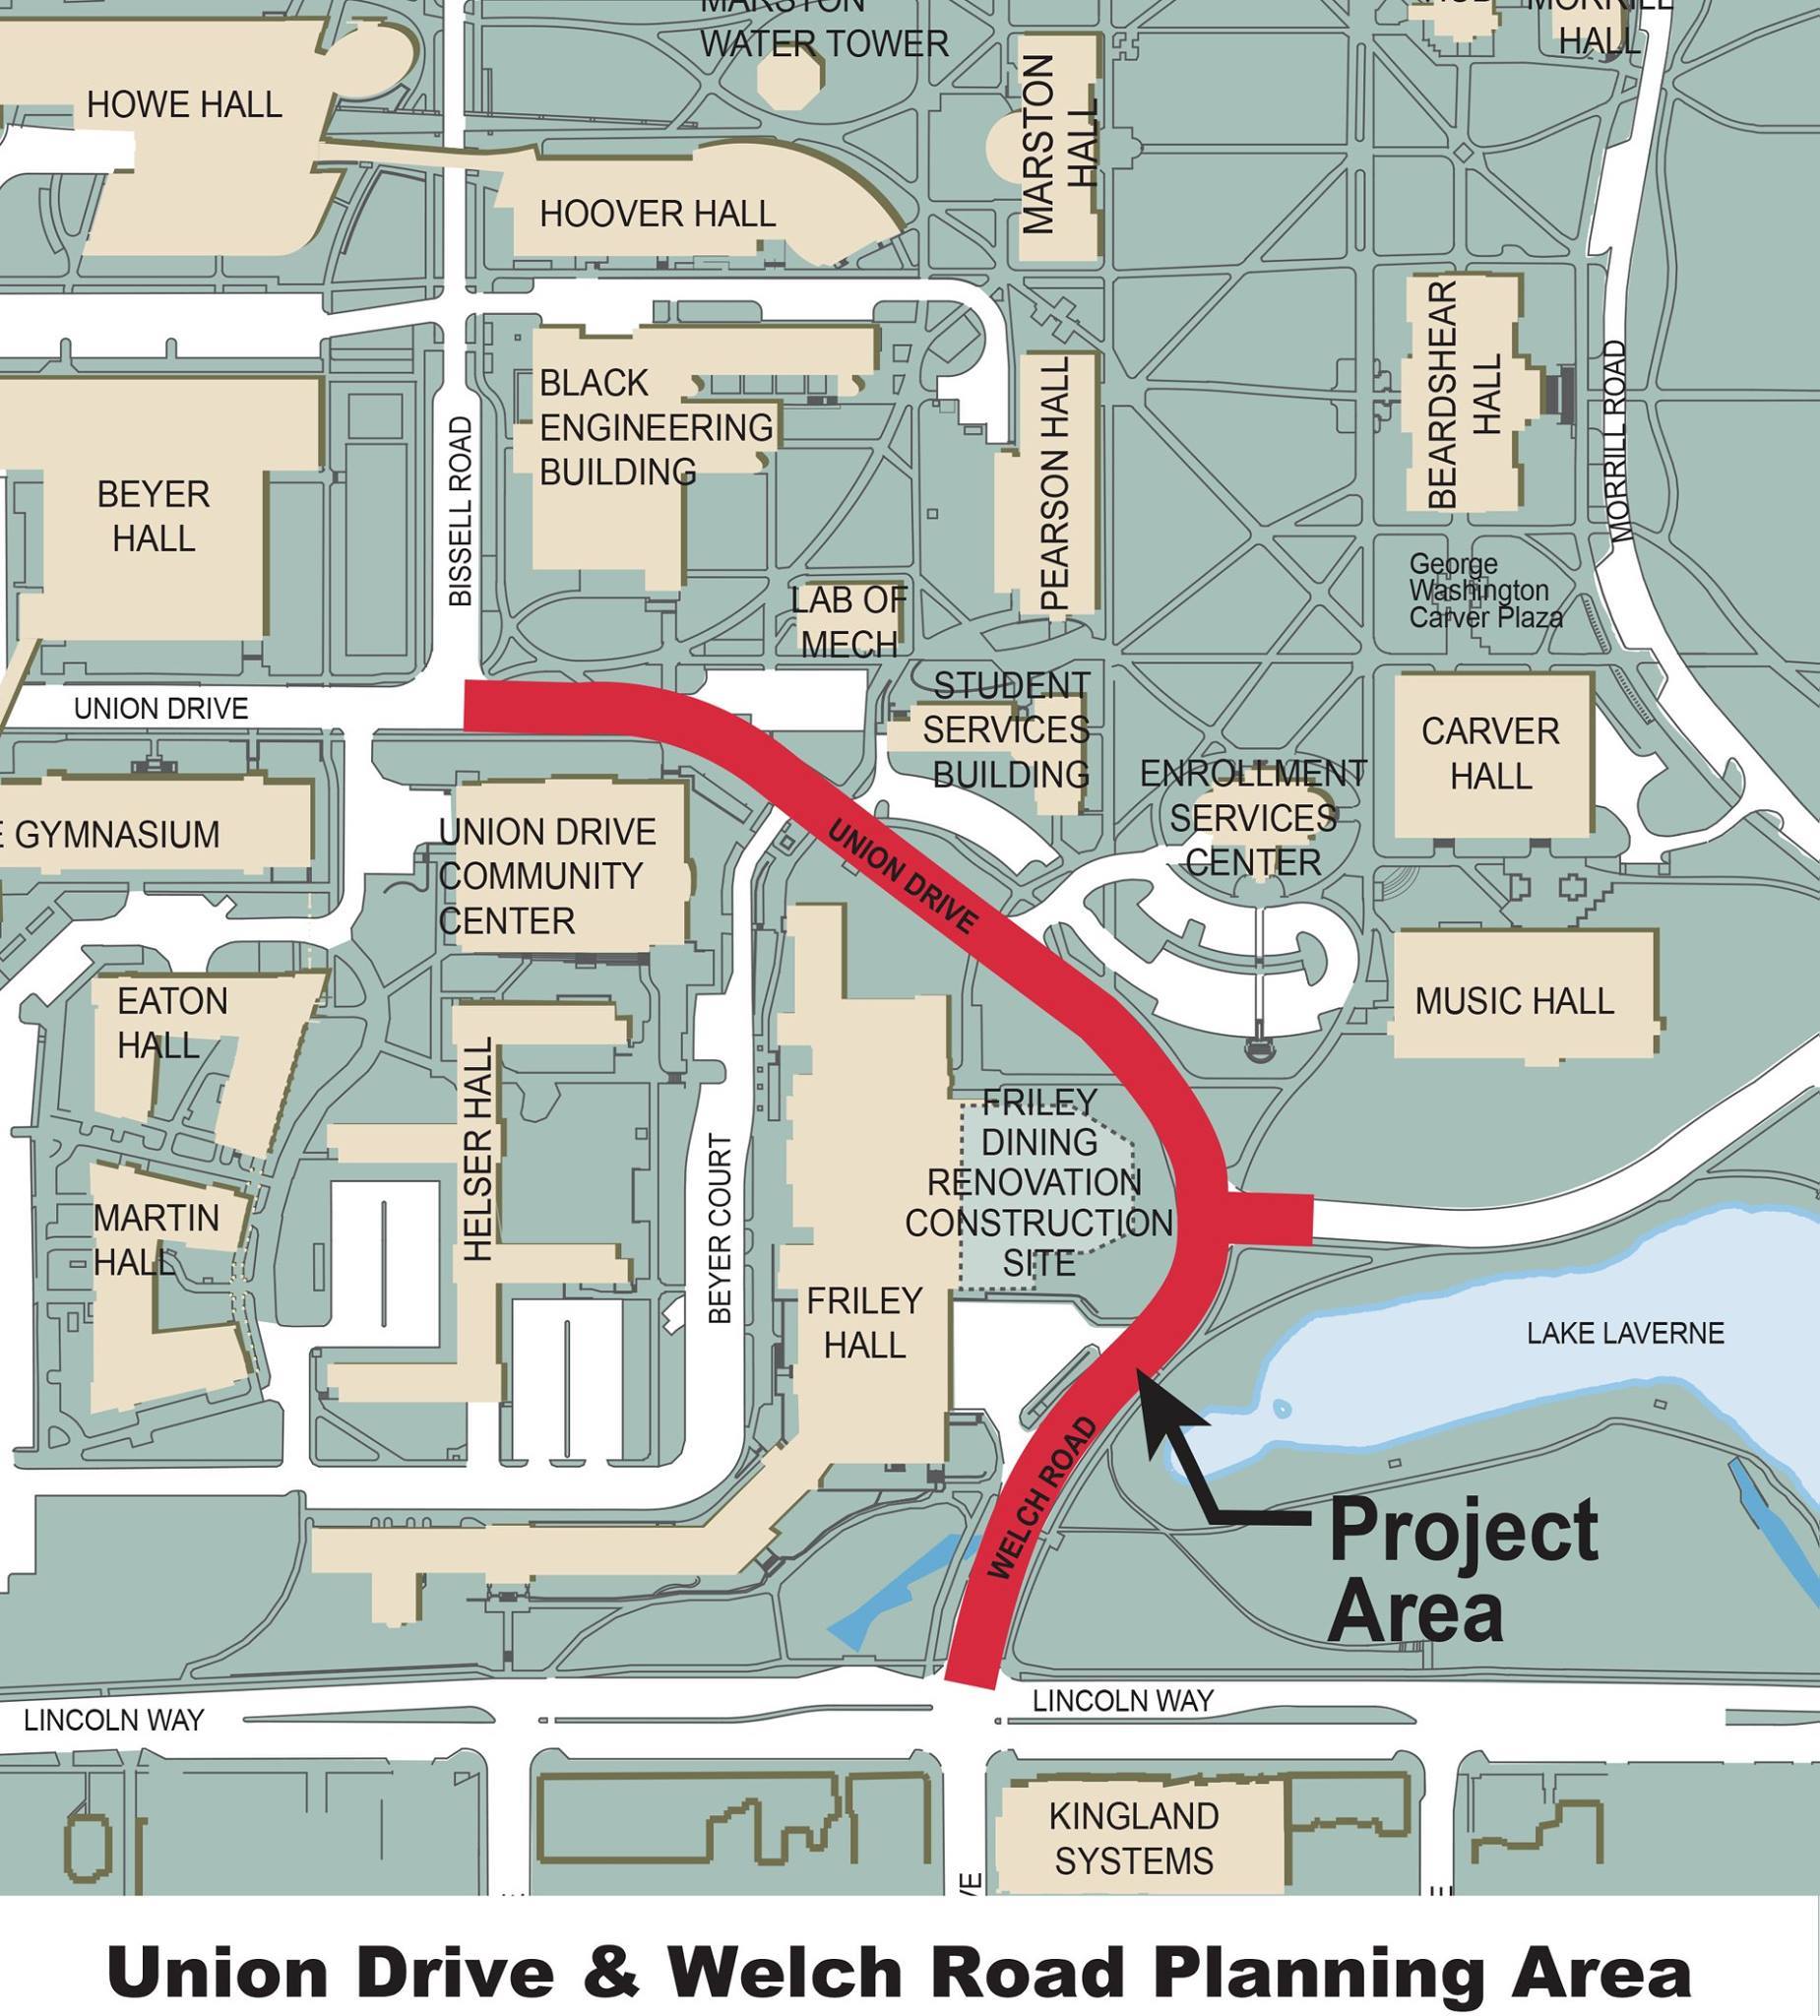 MARSTON
WATER TOWER
MORRILL
HALL
HOWE HALL
MARSTON
HALL
HOOVER HALL
BLACK
ENGINEERING
BUILDING
BEARDSHEAR
HALL
MORRILL ROAD
PEARSON HALL
BISSELL ROAD
BEYER
HALL
George
Washington
Carver Plaza
LAB OF
MECH
UNION DRIVE
STUDENT
SERVICES
BUILDING
CARVER
HALL
ENROLLMENT
SERVICES
CENTER
GYMNASIUM
UNION DRIVE
COMMUNITY
CENTER
UNION DRIVE
EATON
HALL
MUSIC HALL
HELSER HALL
FRILEY
DINING
RENOVATION
CONSTRUCTION
SITE
MARTIN
HALL
BEYER COURT
FRILEY
HALL
LAKE LAVERNE
WELCH ROAD
Project
Area
LINCOLN WAY
LINCOLN WAY
KINGLAND
SYSTEMS
Union Drive & Welch Road Planning Area